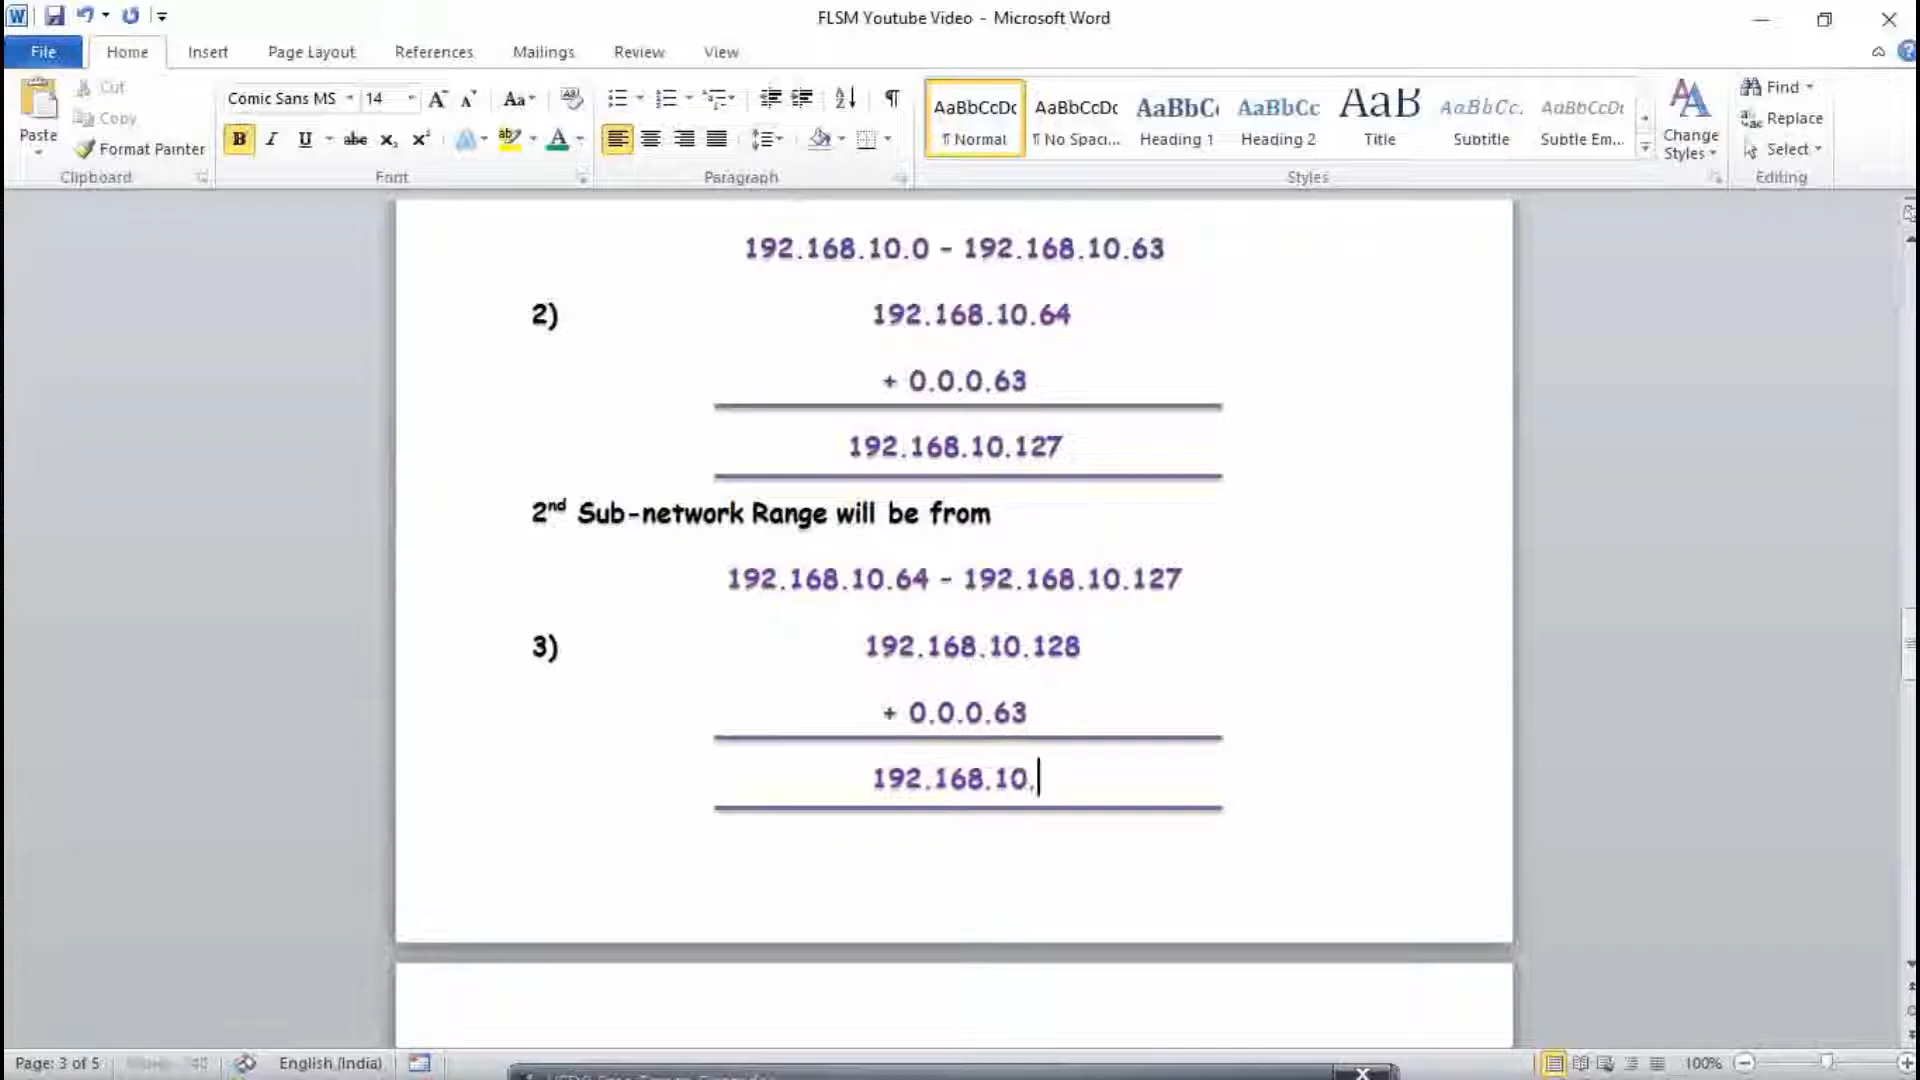 FLSM Youtube Video - Microsoft Word
File Home Insert Page Layout References Mailings Review View
Paste
Cut
Copy
Format Painter
Clipboard
Comic Sans MS 14
Font
Paragraph
AaBbCcDc AaBbCcDc AaBbC AaBbCc AaB AaBbCc. AaBbCcDc
¶ Normal ¶ No Spaci... Heading 1 Heading 2 Title Subtitle Subtle Em...
Styles
Change
Styles
Find
Replace
Select
Editing
192.168.10.0 - 192.168.10.63
2) 192.168.10.64
+ 0.0.0.63
192.168.10.127
2nd Sub-network Range will be from
192.168.10.64 - 192.168.10.127
3) 192.168.10.128
+ 0.0.0.63
192.168.10.
Page: 3 of 5 English (India) 100%